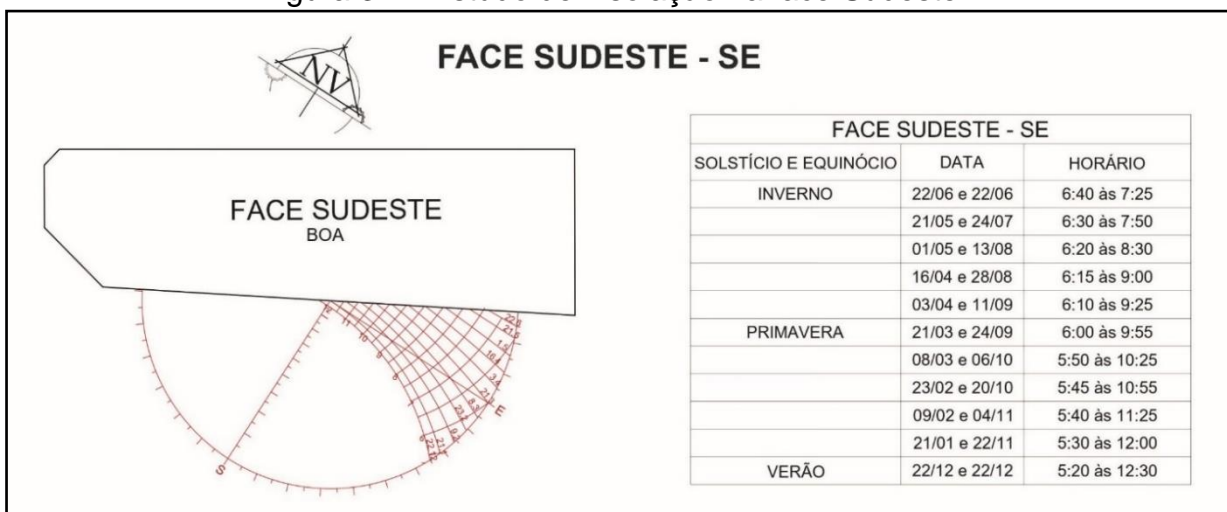 FACE SUDESTE - SE
NV
FACE SUDESTE
BOA
S
E
FACE SUDESTE - SE
SOLSTÍCIO E EQUINÓCIO DATA HORÁRIO
INVERNO 22/06 e 22/06 6:40 às 7:25
21/05 e 24/07 6:30 às 7:50
01/05 e 13/08 6:20 às 8:30
16/04 e 28/08 6:15 às 9:00
03/04 e 11/09 6:10 às 9:25
PRIMAVERA 21/03 e 24/09 6:00 às 9:55
08/03 e 06/10 5:50 às 10:25
23/02 e 20/10 5:45 às 10:55
09/02 e 04/11 5:40 às 11:25
21/01 e 22/11 5:30 às 12:00
VERÃO 22/12 e 22/12 5:20 às 12:30